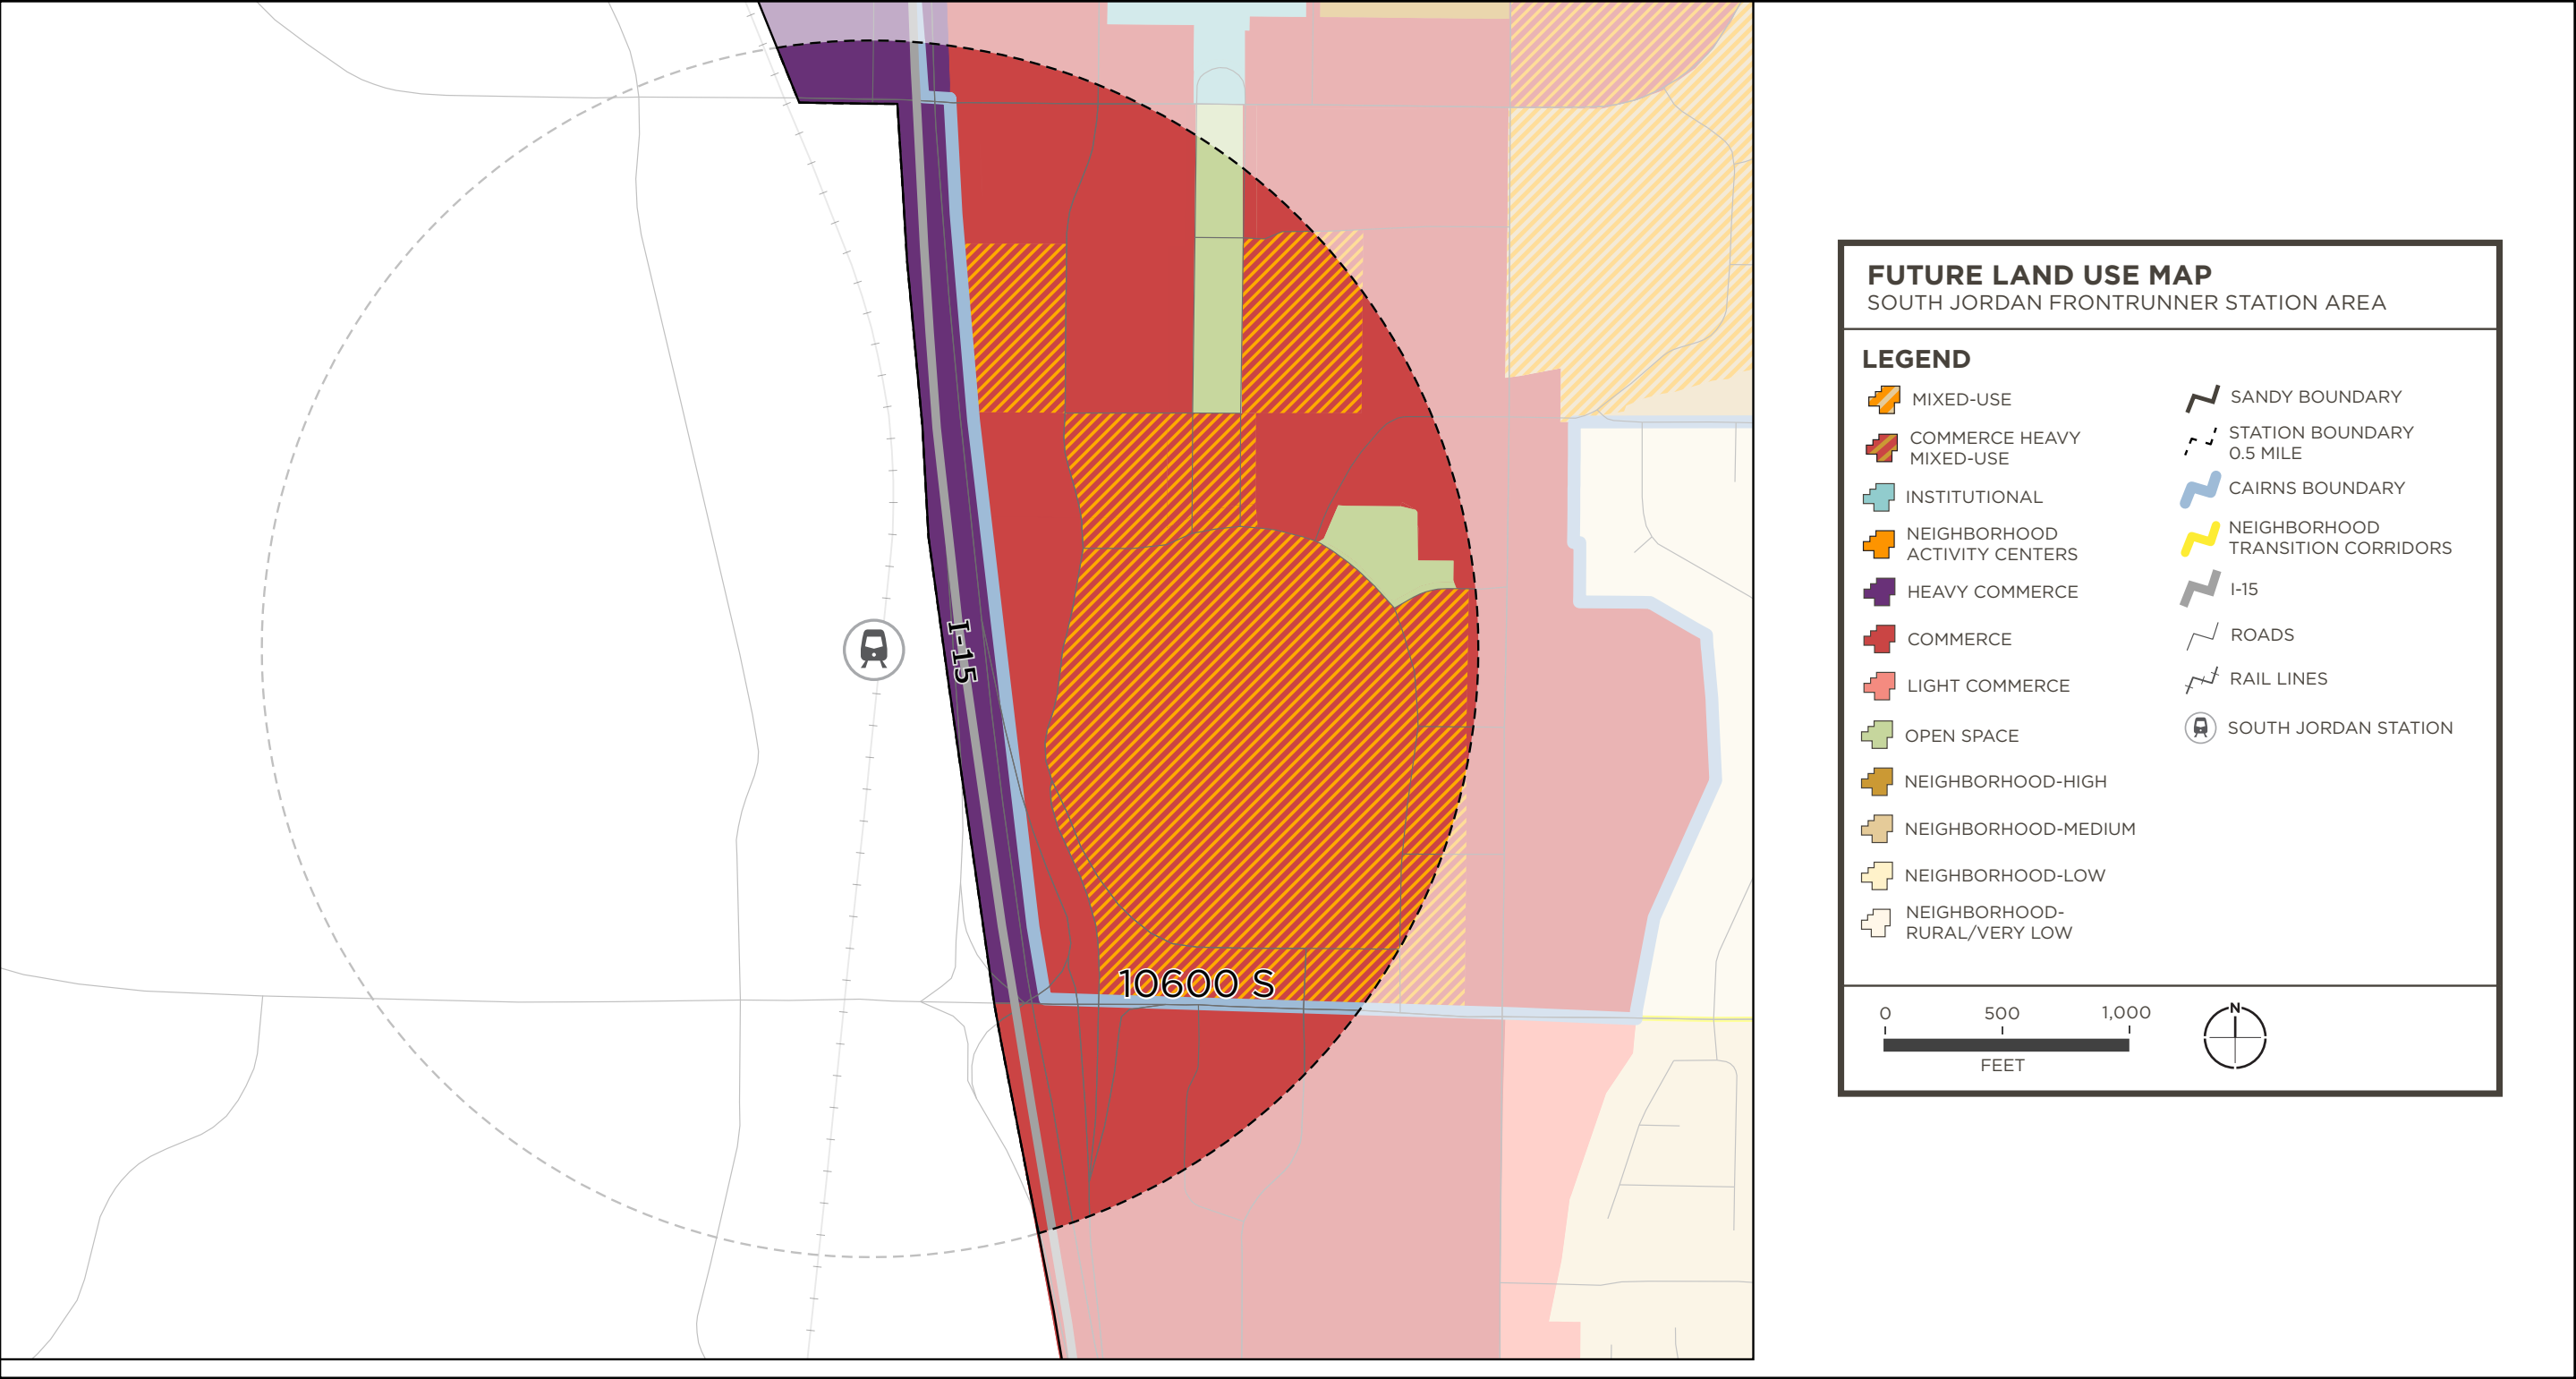 I-15
10600 S
FUTURE LAND USE MAP
SOUTH JORDAN FRONTRUNNER STATION AREA
LEGEND
MIXED-USE
COMMERCE HEAVY
MIXED-USE
INSTITUTIONAL
NEIGHBORHOOD
ACTIVITY CENTERS
HEAVY COMMERCE
COMMERCE
LIGHT COMMERCE
OPEN SPACE
NEIGHBORHOOD-HIGH
NEIGHBORHOOD-MEDIUM
NEIGHBORHOOD-LOW
NEIGHBORHOOD-
RURAL/VERY LOW
SANDY BOUNDARY
STATION BOUNDARY
0.5 MILE
CAIRNS BOUNDARY
NEIGHBORHOOD
TRANSITION CORRIDORS
I-15
ROADS
RAIL LINES
SOUTH JORDAN STATION
0 500 1,000
FEET
N